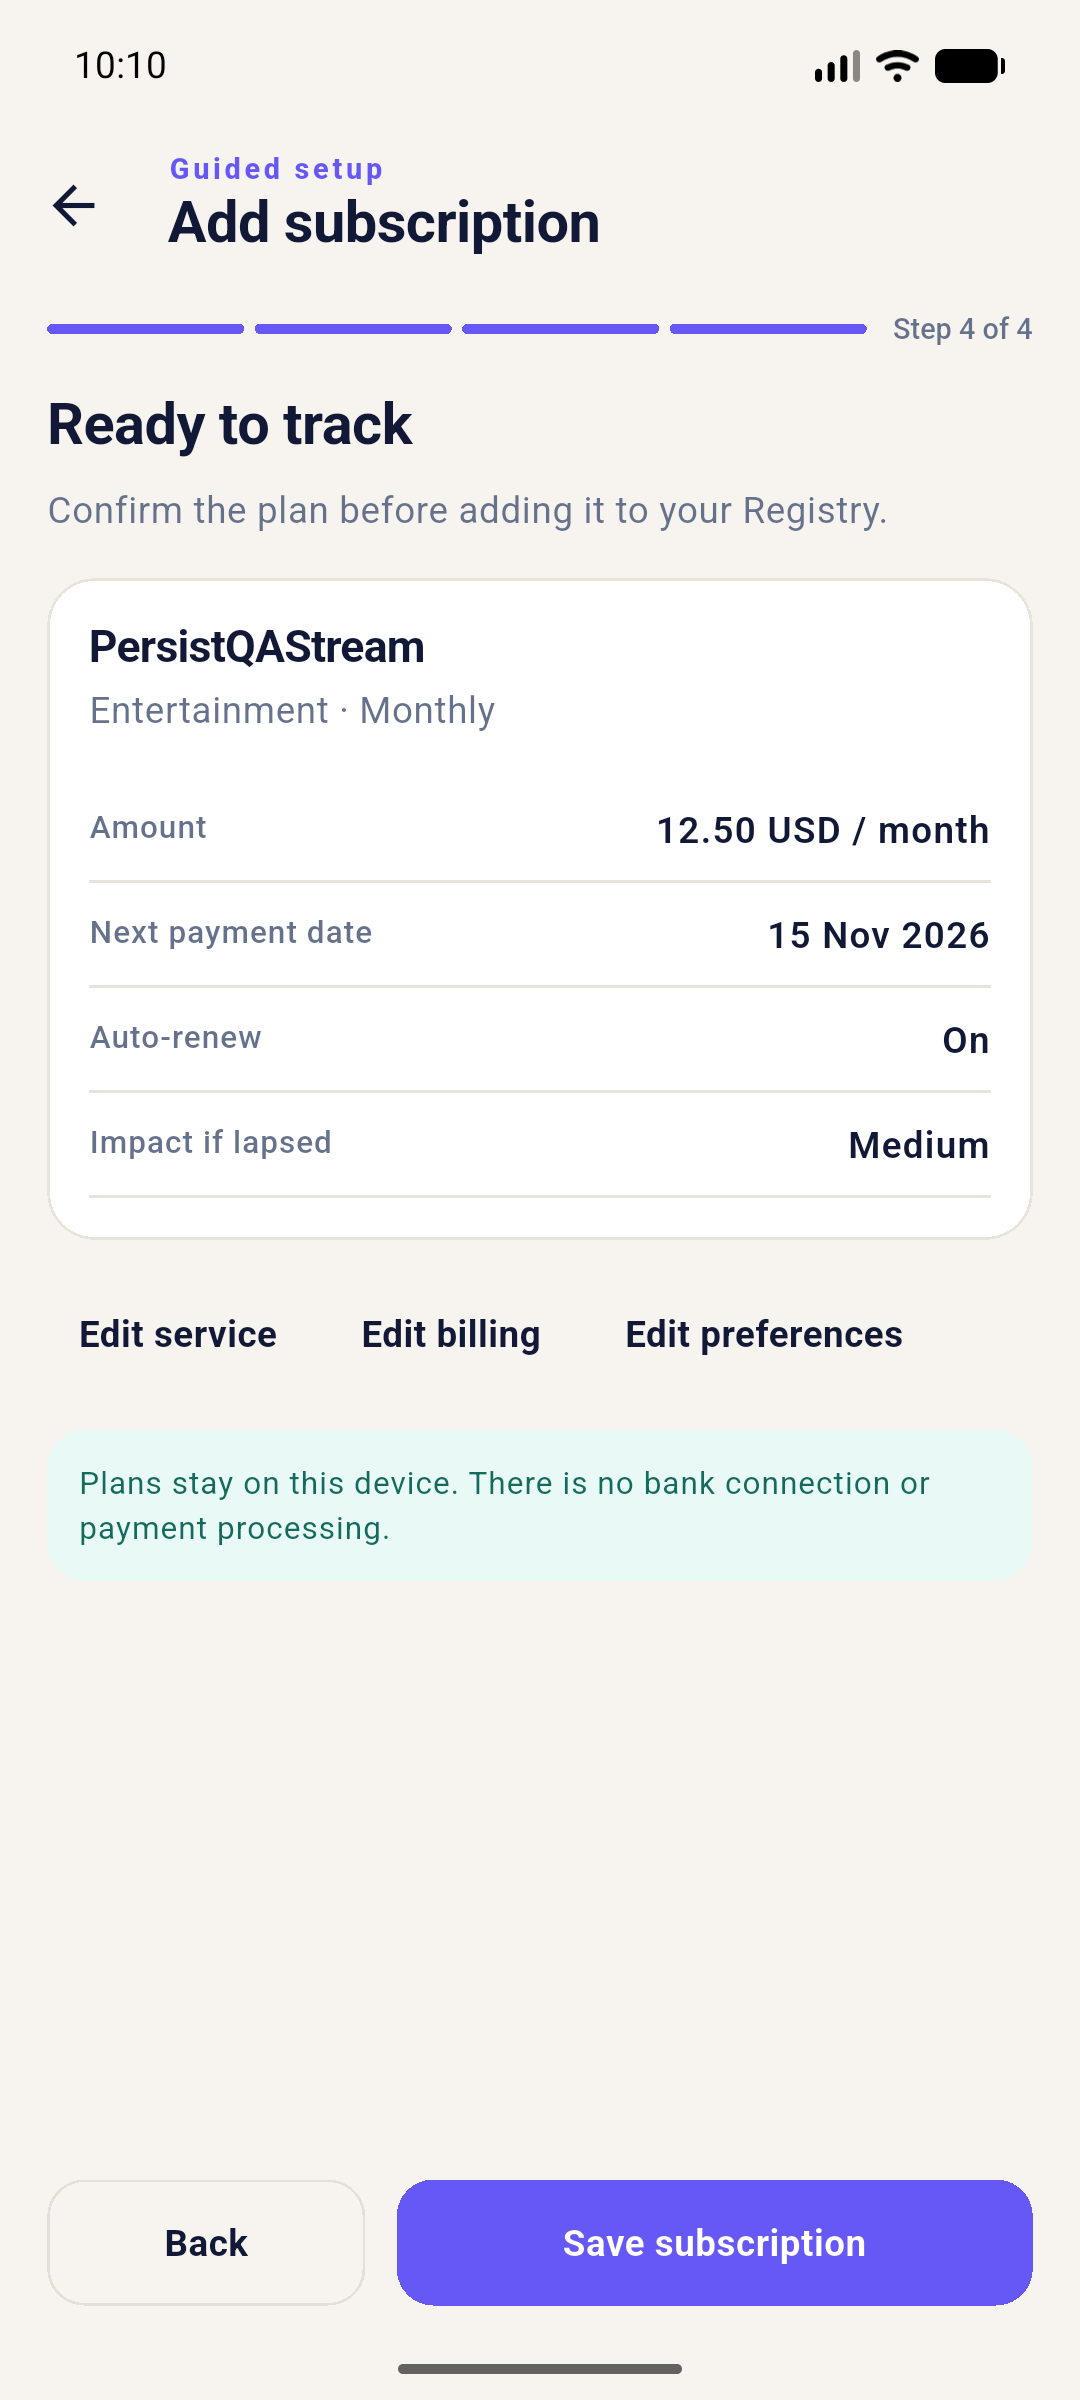 10:10
Guided setup
Add subscription
Step 4 of 4
Ready to track
Confirm the plan before adding it to your Registry.
PersistQAStream
Entertainment · Monthly
Amount
12.50 USD / month
Next payment date
15 Nov 2026
Auto-renew
On
Impact if lapsed
Medium
Edit service
Edit billing
Edit preferences
Plans stay on this device. There is no bank connection or
payment processing.
Back
Save subscription